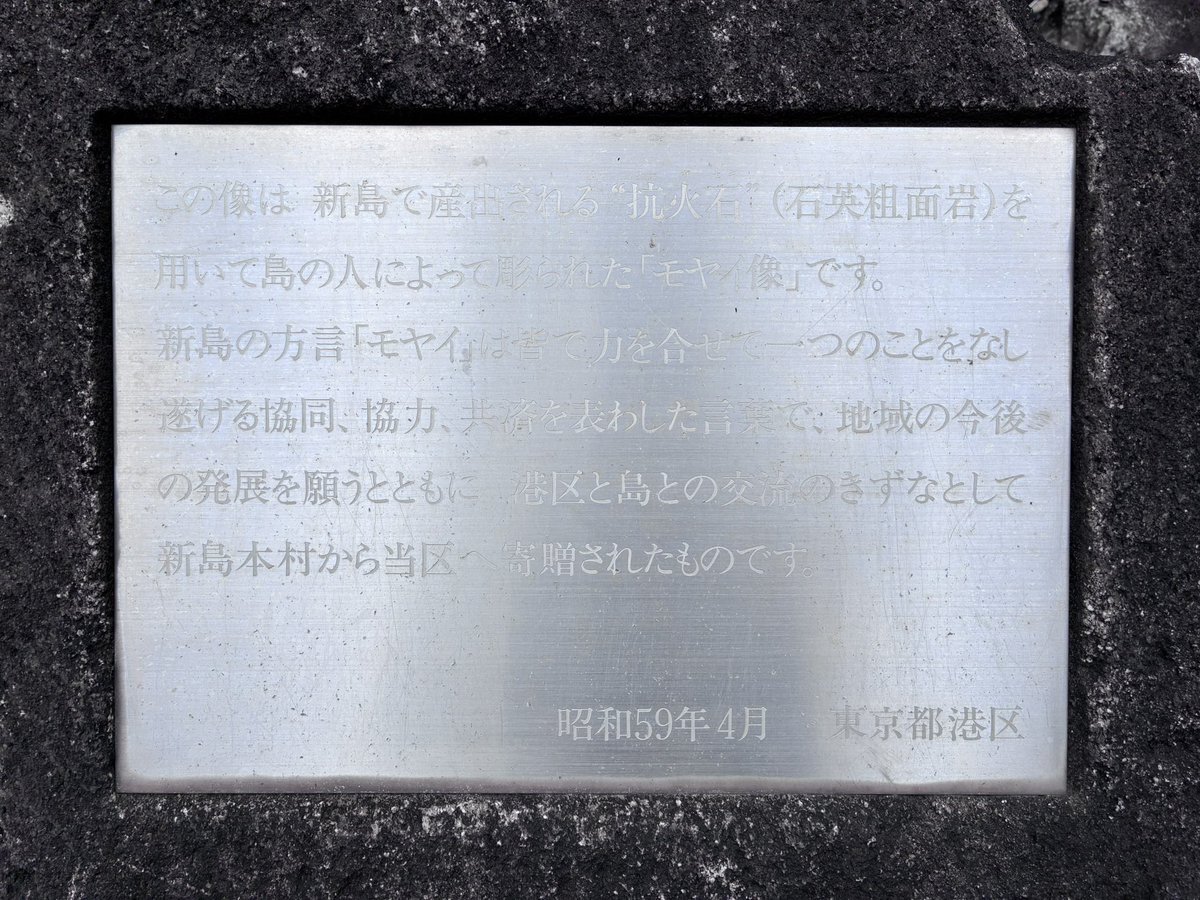 この像は 新島で産出される“抗火石”(石英粗面岩)を
用いて島の人によって彫られた「モヤイ像」です。
新島の方言「モヤイ」は皆で力を合せて一つのことをなし
遂げる協同、協力、共済を表わした言葉で、地域の今後
の発展を願うとともに 港区と島との交流のきずなとして
新島本村から当区へ寄贈されたものです。
昭和59年4月 東京都港区